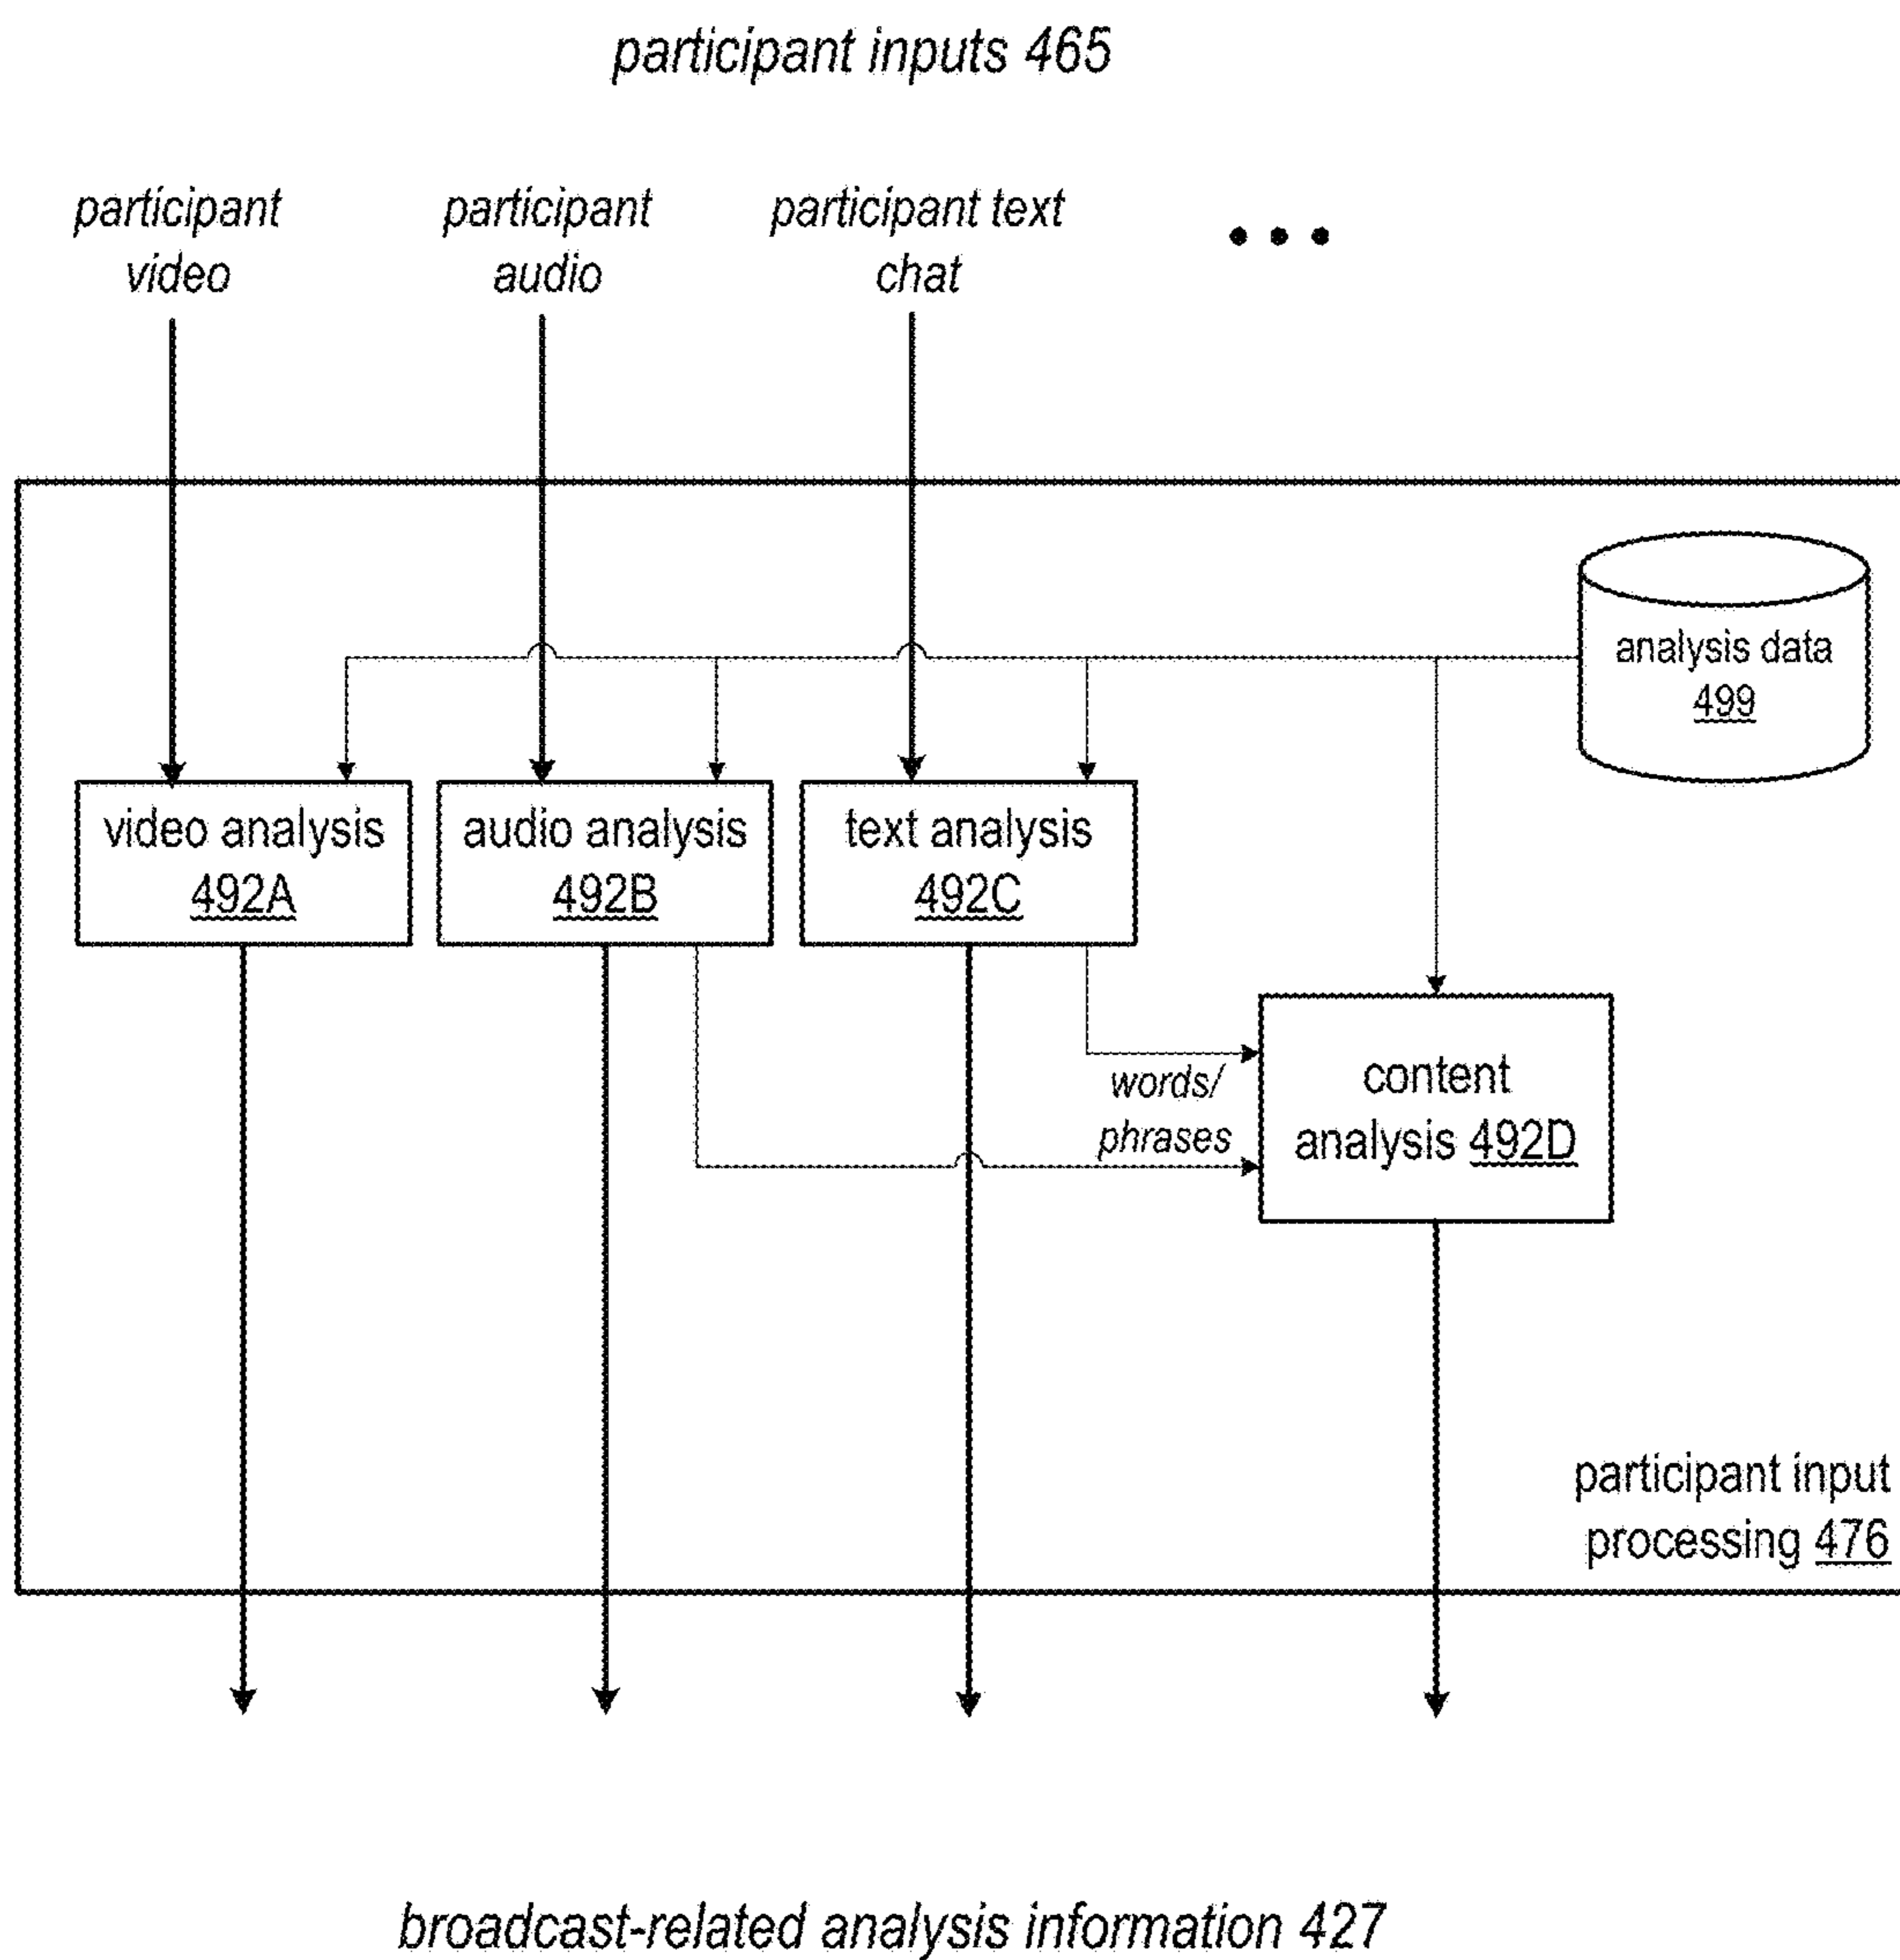 participant inputs 465
participant
video
participant
audio
participant text
chat
• • •
analysis data
499
video analysis
492A
audio analysis
492B
text analysis
492C
words/
phrases
content
analysis 492D
participant input
processing 476
broadcast-related analysis information 427